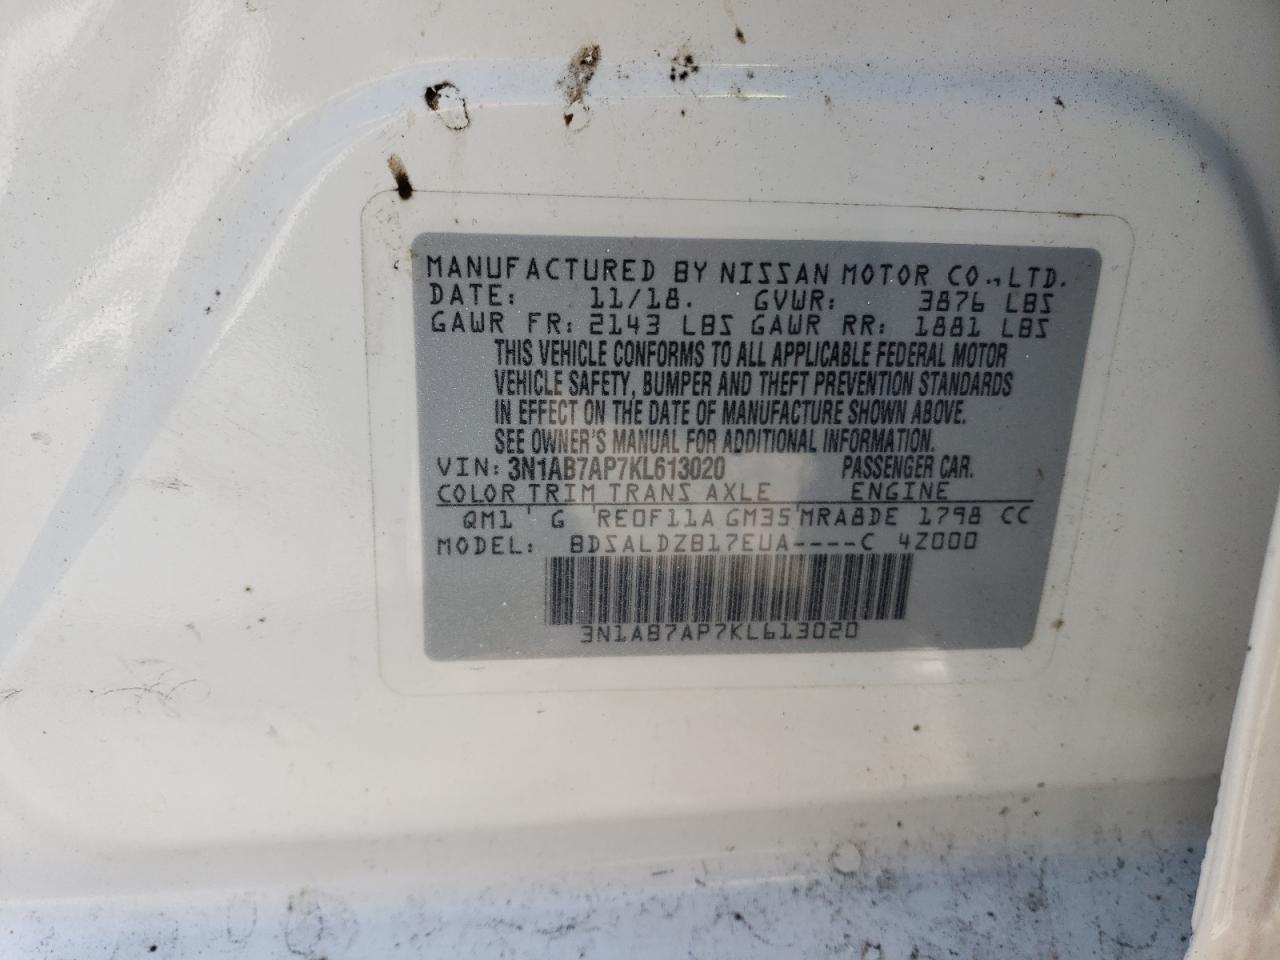 MANUFACTURED BY NISSAN MOTOR CO.,LTD.
DATE: 11/18. GVWR: 3876 LBS
GAWR FR: 2143 LBS GAWR RR: 1881 LBS
THIS VEHICLE CONFORMS TO ALL APPLICABLE FEDERAL MOTOR
VEHICLE SAFETY, BUMPER AND THEFT PREVENTION STANDARDS
IN EFFECT ON THE DATE OF MANUFACTURE SHOWN ABOVE.
SEE OWNER'S MANUAL FOR ADDITIONAL INFORMATION.
VIN: 3N1AB7AP7KL613020 PASSENGER CAR.
COLOR TRIM TRANS AXLE ENGINE
QM1 ' G ' RE0F11A GM35 ' MRA8DE 1798 CC
MODEL: BDSALDZB17EUA----C 4Z000
3N1AB7AP7KL613020